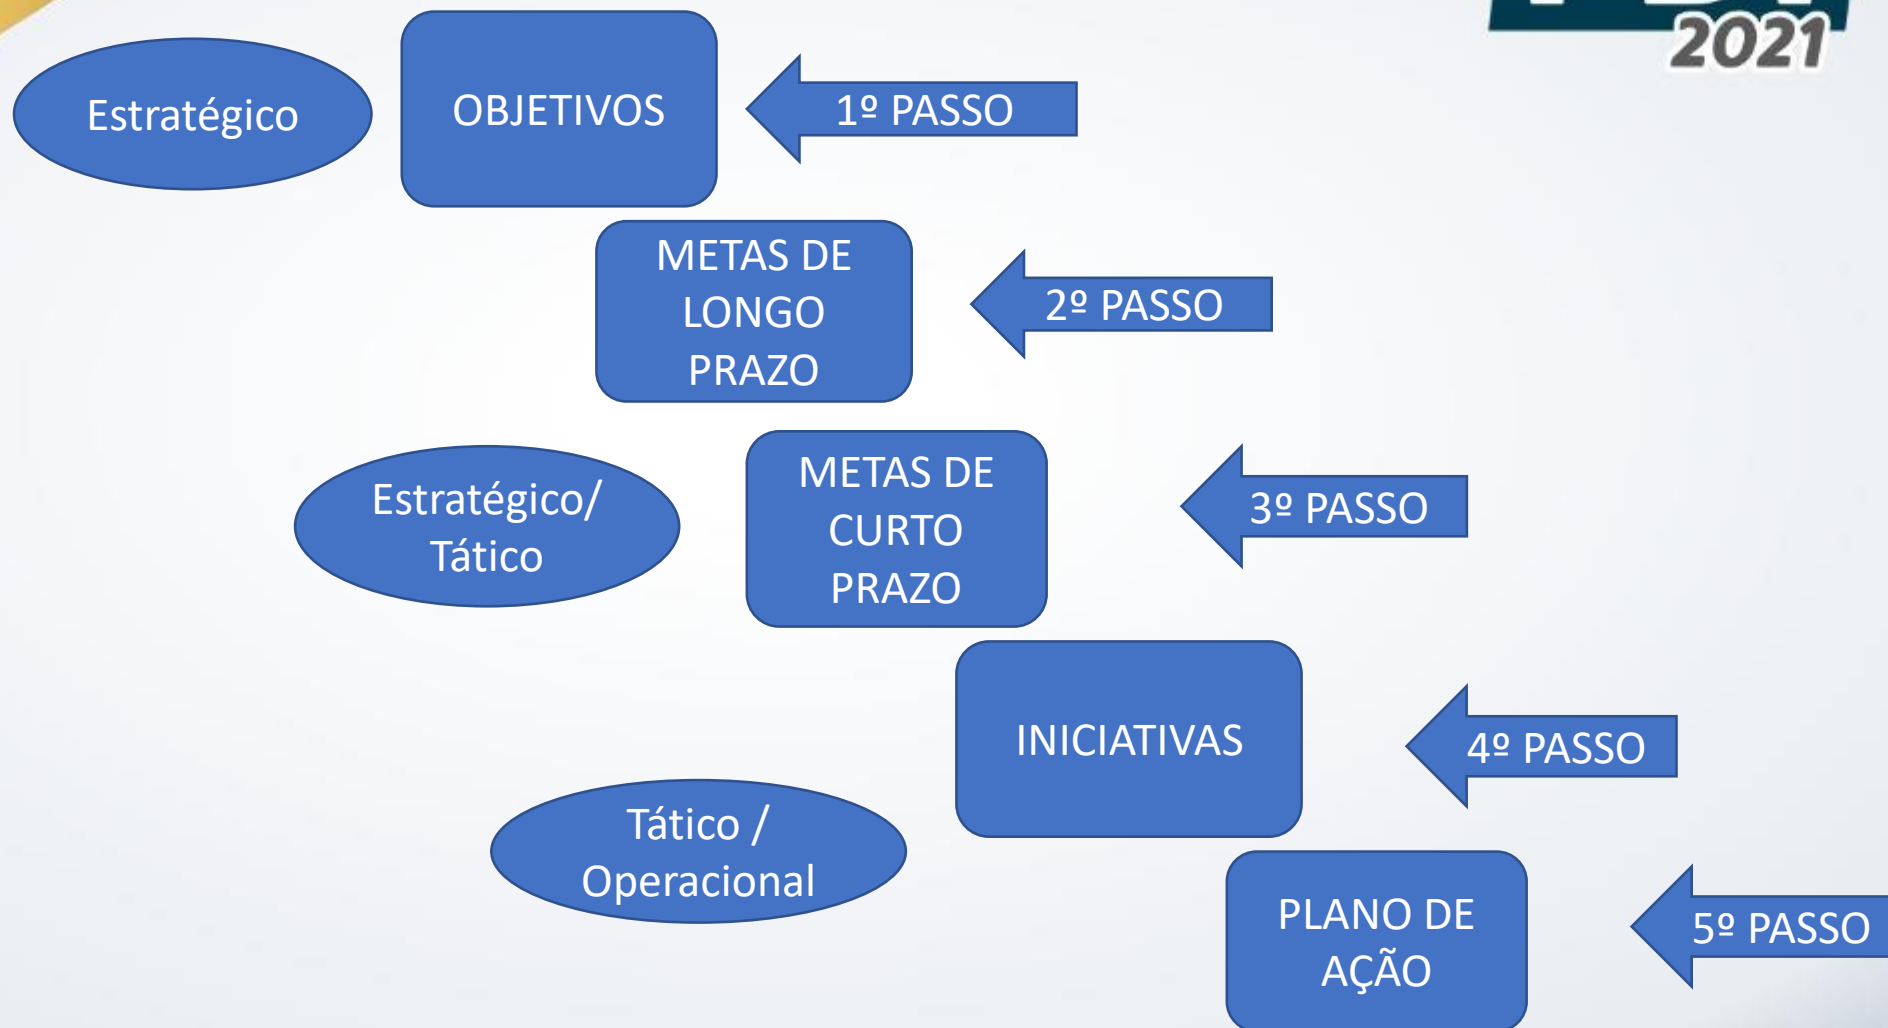 2021
Estratégico
OBJETIVOS
1º PASSO
METAS DE
LONGO
PRAZO
2º PASSO
Estratégico/
Tático
METAS DE
CURTO
PRAZO
3º PASSO
INICIATIVAS
4º PASSO
Tático /
Operacional
PLANO DE
AÇÃO
5º PASSO